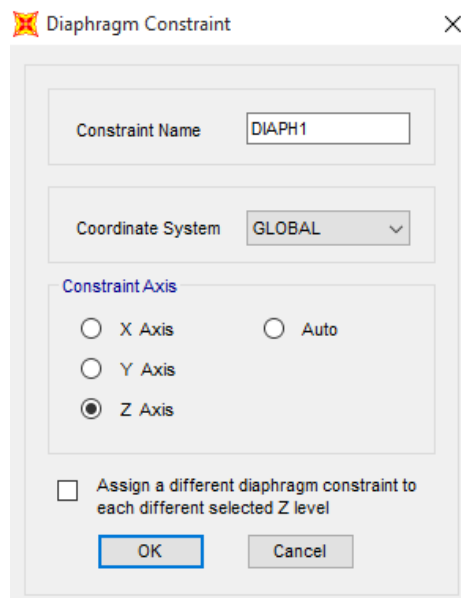 Diaphragm Constraint
Constraint Name DIAPH1
Coordinate System GLOBAL
Constraint Axis
X Axis Auto
Y Axis
Z Axis
Assign a different diaphragm constraint to
each different selected Z level
OK Cancel